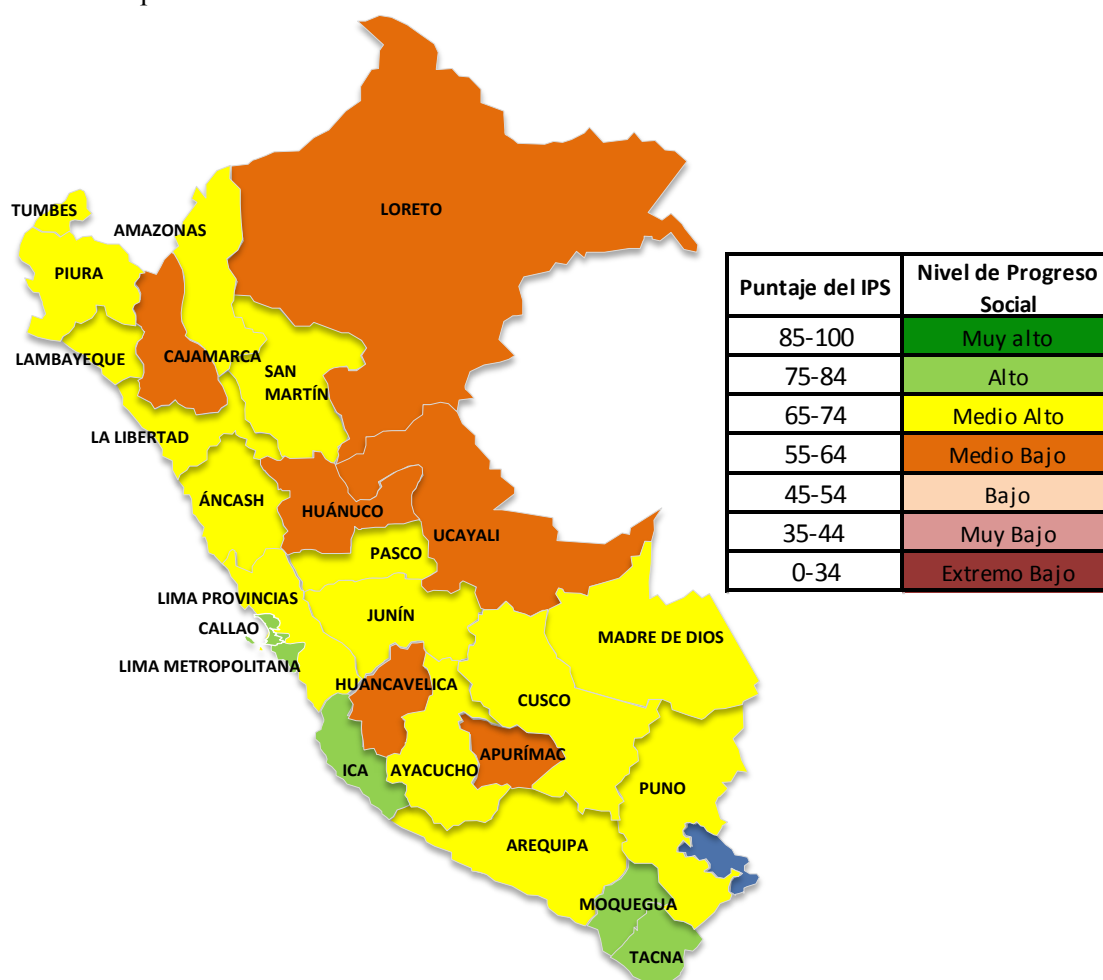 TUMBES
AMAZONAS
LORETO
PIURA
LAMBAYEQUE
CAJAMARCA
SAN
MARTÍN
LA LIBERTAD
ÁNCASH
HUÁNUCO
UCAYALI
PASCO
LIMA PROVINCIAS
CALLAO
JUNÍN
MADRE DE DIOS
LIMA METROPOLITANA
HUANCAVELICA
CUSCO
APURÍMAC
ICA
AYACUCHO
PUNO
AREQUIPA
MOQUEGUA
TACNA
Puntaje del IPS
Nivel de Progreso
Social
85-100 Muy alto
75-84 Alto
65-74 Medio Alto
55-64 Medio Bajo
45-54 Bajo
35-44 Muy Bajo
0-34 Extremo Bajo